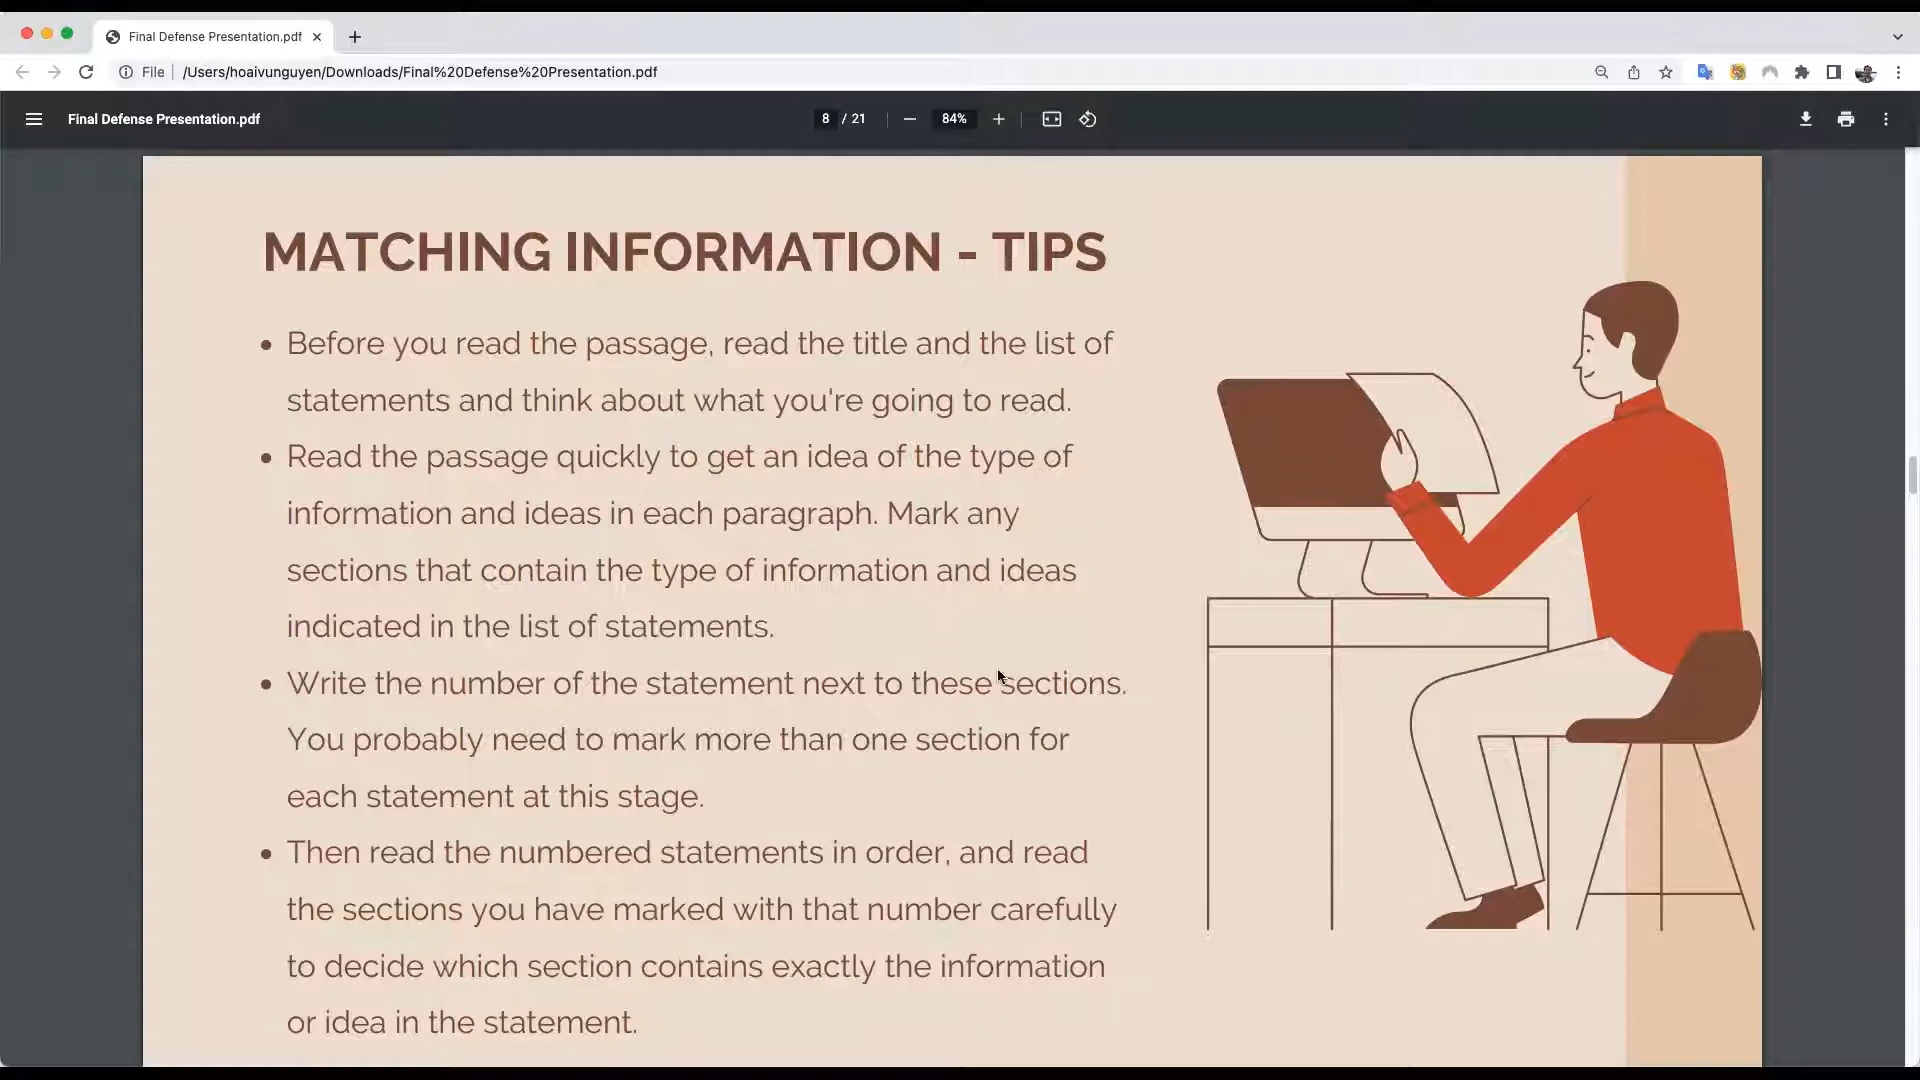 Final Defense Presentation.pdf
File
/Users/hoaivunguyen/Downloads/Final%20Defense%20Presentation.pdf
Final Defense Presentation.pdf
8 / 21
84%
MATCHING INFORMATION - TIPS
• Before you read the passage, read the title and the list of
statements and think about what you're going to read.
• Read the passage quickly to get an idea of the type of
information and ideas in each paragraph. Mark any
sections that contain the type of information and ideas
indicated in the list of statements.
• Write the number of the statement next to these sections.
You probably need to mark more than one section for
each statement at this stage.
• Then read the numbered statements in order, and read
the sections you have marked with that number carefully
to decide which section contains exactly the information
or idea in the statement.